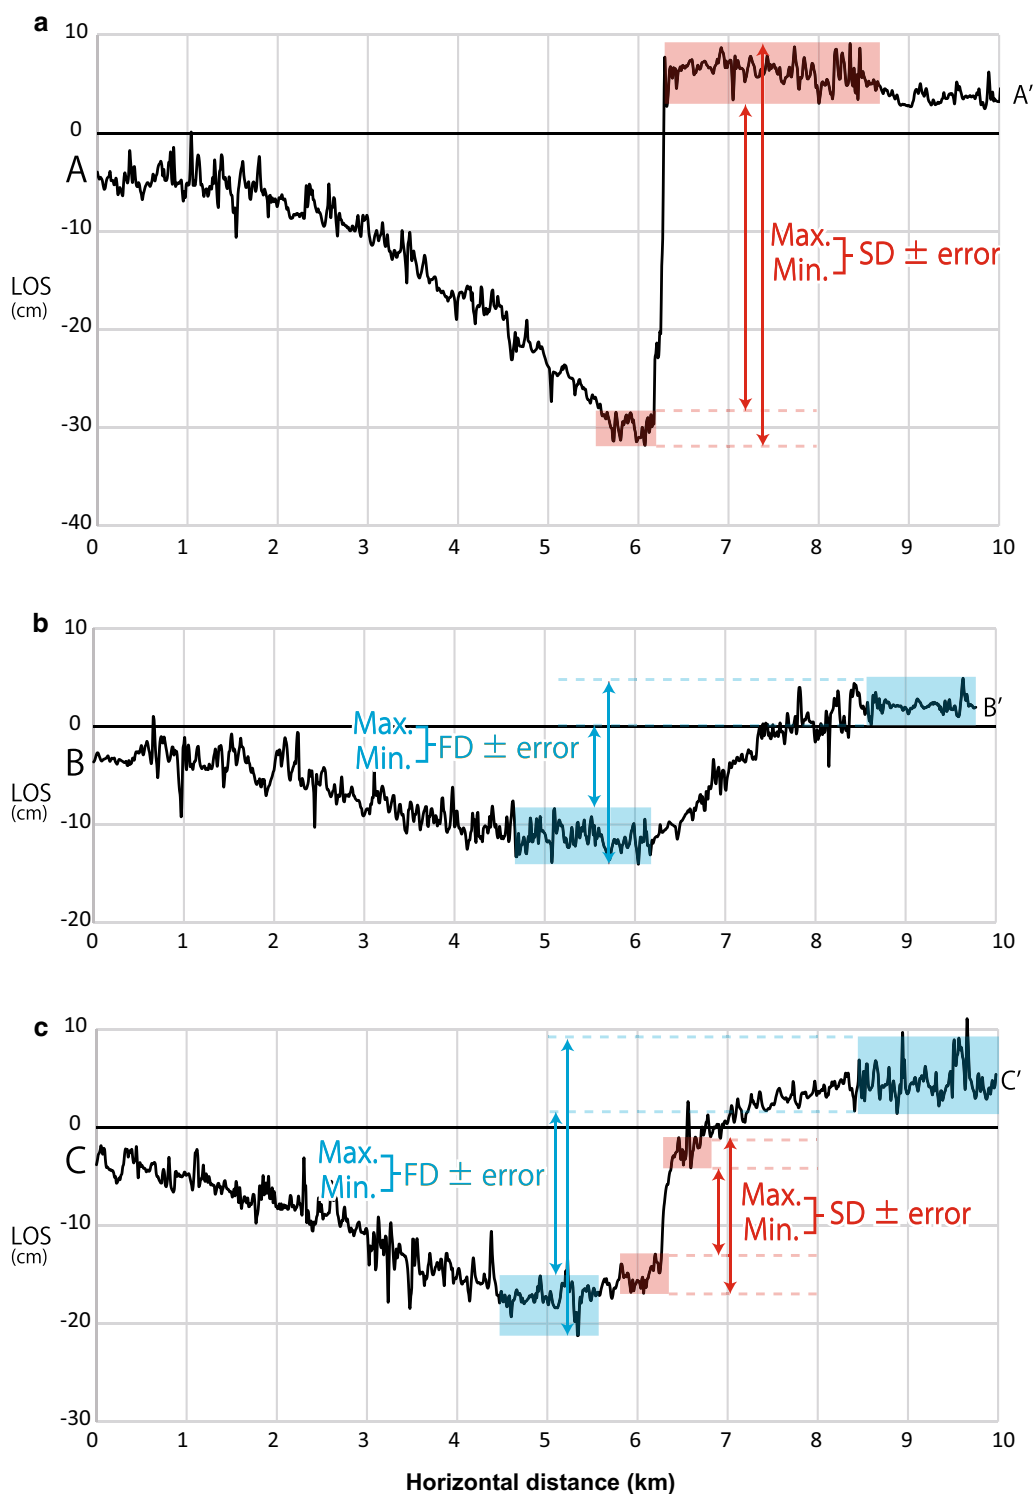 a
10
0
-10
-20
-30
-40
LOS
(cm)
A
A'
Max.
Min.
SD ± error
0 1 2 3 4 5 6 7 8 9 10
b
10
0
-10
-20
LOS
(cm)
B
B'
Max.
Min.
FD ± error
0 1 2 3 4 5 6 7 8 9 10
c
10
0
-10
-20
-30
LOS
(cm)
C
C'
Max.
Min.
FD ± error
Max.
Min.
SD ± error
0 1 2 3 4 5 6 7 8 9 10
Horizontal distance (km)